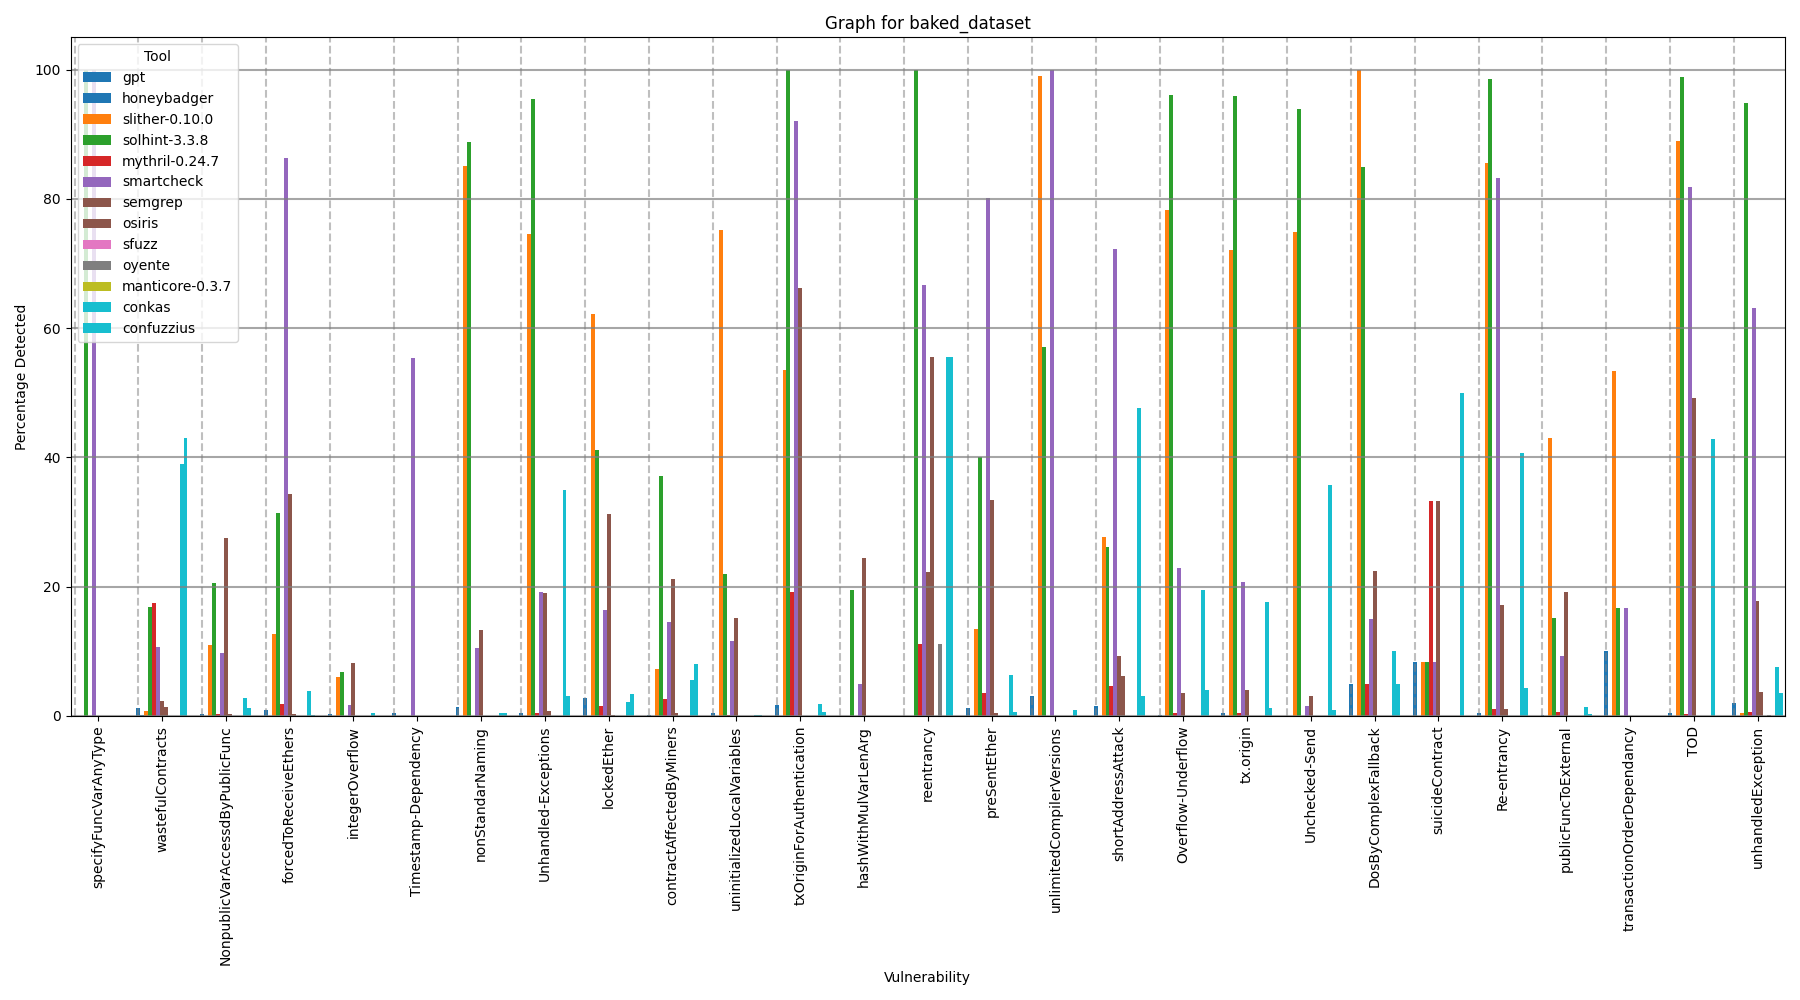 Graph for baked_dataset
Percentage Detected
100
80
60
40
20
0
Tool
gpt
honeybadger
slither-0.10.0
solhint-3.3.8
mythril-0.24.7
smartcheck
semgrep
osiris
sfuzz
oyente
manticore-0.3.7
conkas
confuzzius
specifyFuncVarAnyType
wastefulContracts
NonpublicVarAccessdByPublicFunc
forcedToReceiveEthers
integerOverflow
Timestamp-Dependency
nonStandarNaming
Unhandled-Exceptions
lockedEther
contractAffectedByMiners
uninitializedLocalVariables
txOriginForAuthentication
hashWithMulVarLenArg
reentrancy
preSentEther
unlimitedCompilerVersions
shortAddressAttack
Overflow-Underflow
tx.origin
Unchecked-Send
DosByComplexFallback
suicideContract
Re-entrancy
publicFuncToExternal
transactionOrderDependancy
TOD
unhandledException
Vulnerability